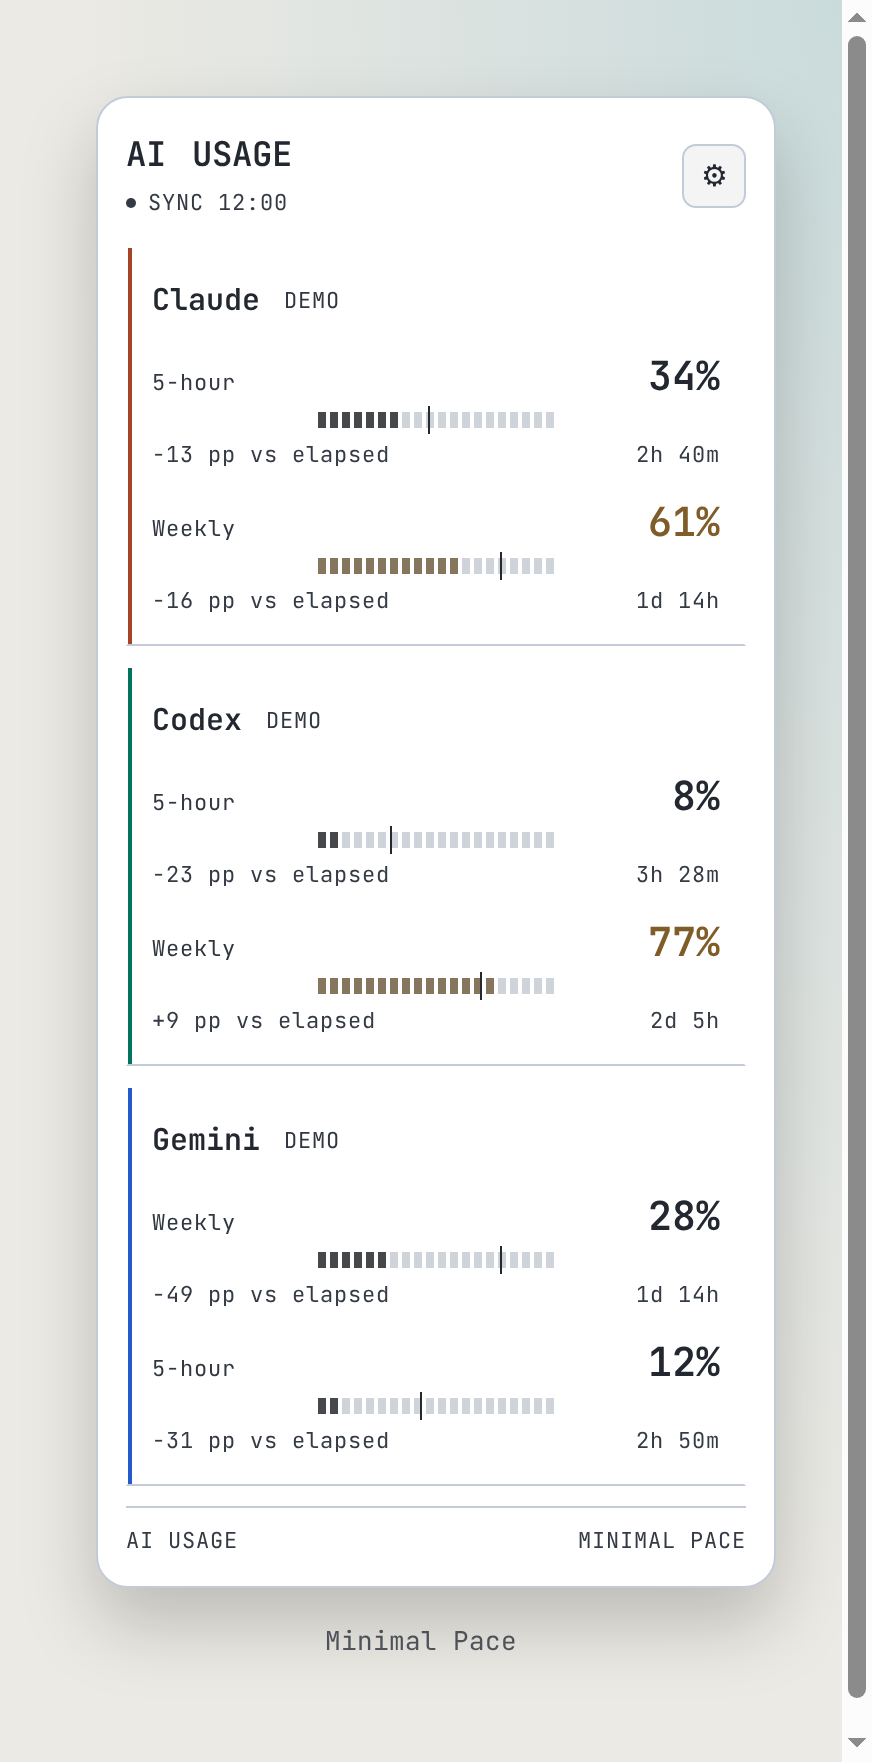 AI USAGE
SYNC 12:00
Claude DEMO
5-hour 34%
-13 pp vs elapsed 2h 40m
Weekly 61%
-16 pp vs elapsed 1d 14h
Codex DEMO
5-hour 8%
-23 pp vs elapsed 3h 28m
Weekly 77%
+9 pp vs elapsed 2d 5h
Gemini DEMO
Weekly 28%
-49 pp vs elapsed 1d 14h
5-hour 12%
-31 pp vs elapsed 2h 50m
AI USAGE MINIMAL PACE
Minimal Pace